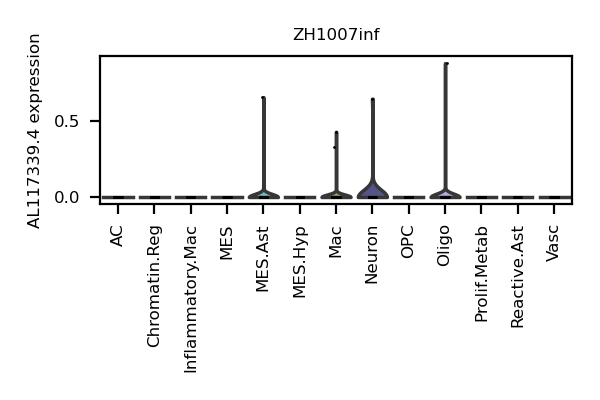 ZH1007inf
AL117339.4 expression
0.5
0.0
AC
Chromatin.Reg
Inflammatory.Mac
MES
MES.Ast
MES.Hyp
Mac
Neuron
OPC
Oligo
Prolif.Metab
Reactive.Ast
Vasc